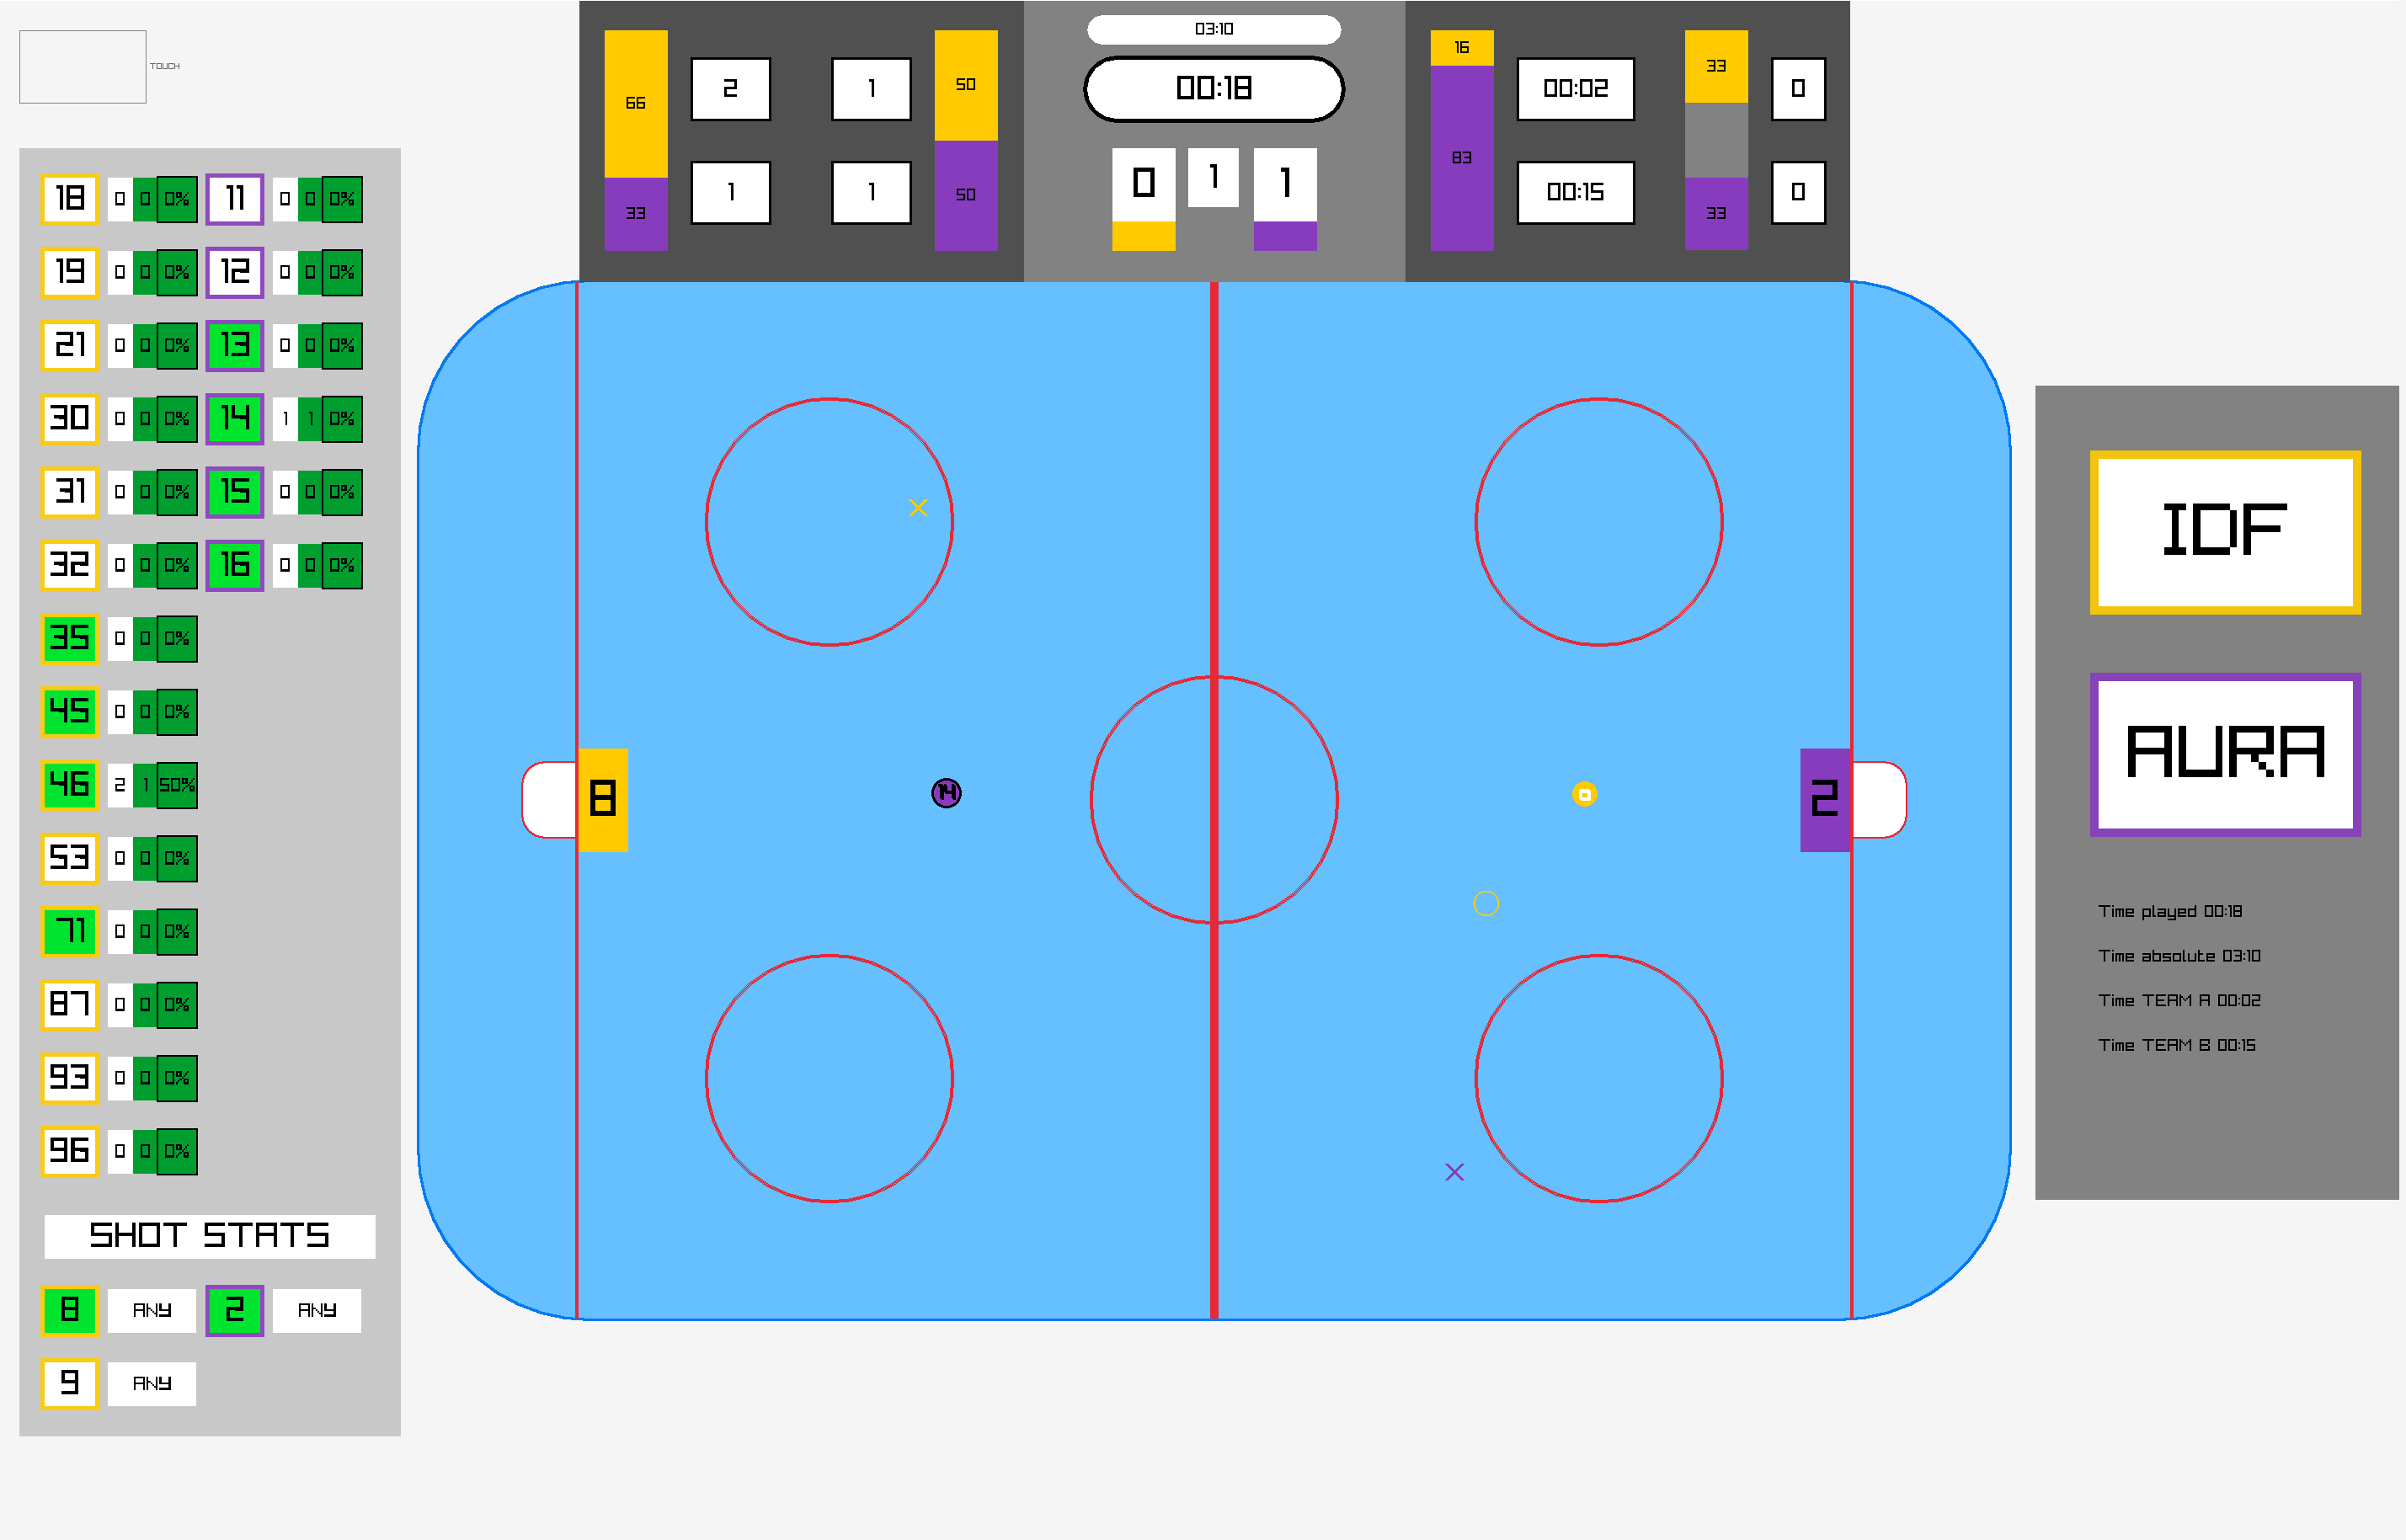 TOUCH
66
33
2
1
1
1
50
50
03:10
00:18
0
1
1
16
83
00:02
00:15
33
33
0
0
18 0 0 0% 11 0 0 0%
19 0 0 0% 12 0 0 0%
21 0 0 0% 13 0 0 0%
30 0 0 0% 14 1 1 0%
31 0 0 0% 15 0 0 0%
32 0 0 0% 16 0 0 0%
35 0 0 0%
45 0 0 0%
46 2 1 50%
53 0 0 0%
71 0 0 0%
87 0 0 0%
93 0 0 0%
96 0 0 0%
SHOT STATS
8 ANY 2 ANY
9 ANY
8
14
2
IDF
AURA
Time played 00:18
Time absolute 03:10
Time TEAM A 00:02
Time TEAM B 00:15